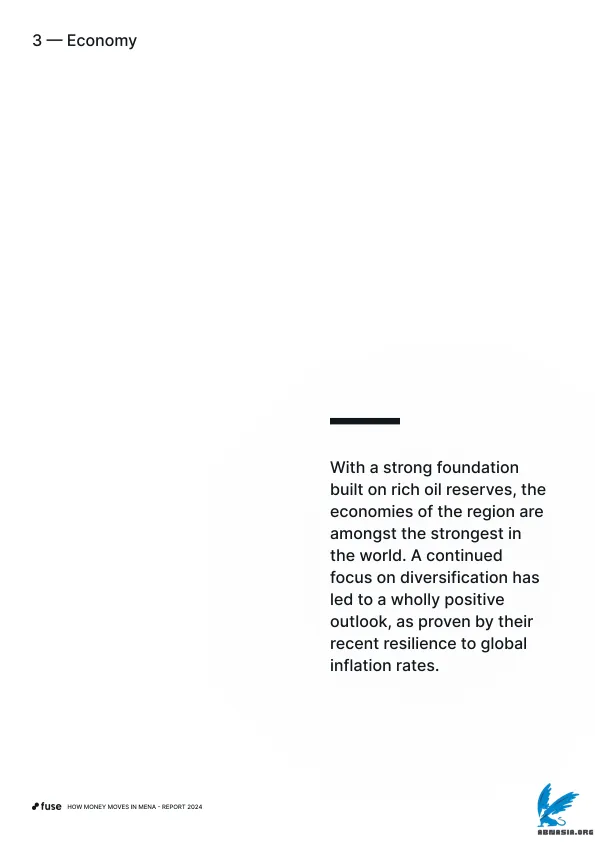 3 — Economy
With a strong foundation
built on rich oil reserves, the
economies of the region are
amongst the strongest in
the world. A continued
focus on diversification has
led to a wholly positive
outlook, as proven by their
recent resilience to global
inflation rates.
fuse HOW MONEY MOVES IN MENA - REPORT 2024
ABNASIA.ORG